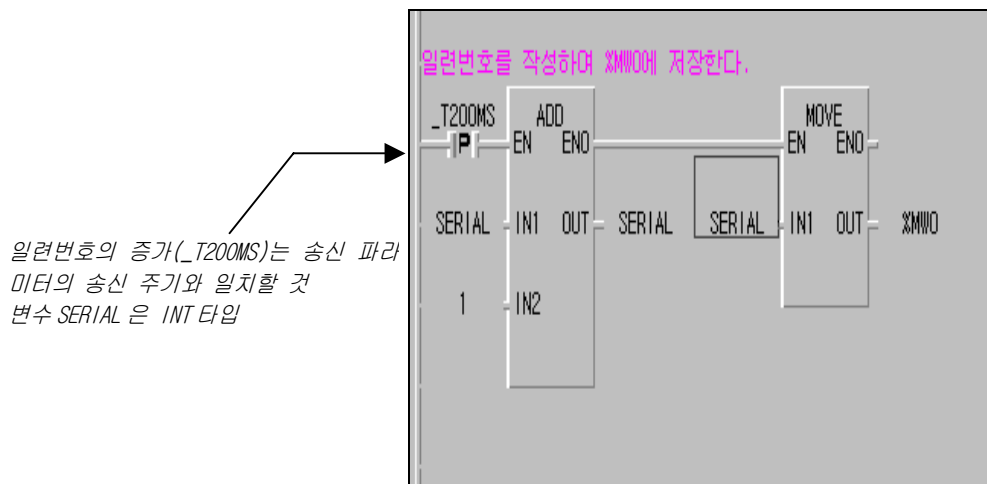 일련번호를 작성하여 %MW0에 저장한다.
_T200MS ADD MOVE
P EN ENO EN ENO
SERIAL IN1 OUT SERIAL SERIAL IN1 OUT %MW0
1 IN2
일련번호의 증가(_T200MS)는 송신 파라
미터의 송신 주기와 일치할 것
변수 SERIAL 은 INT 타입